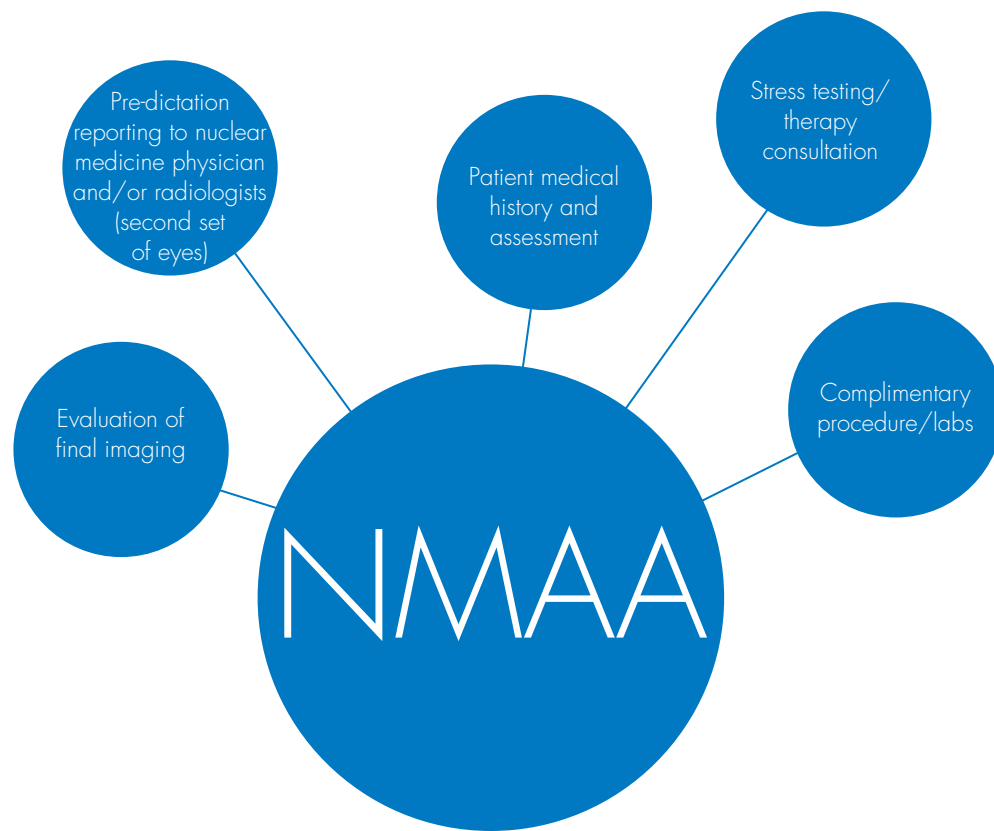 Pre-dictation
reporting to nuclear
medicine physician
and/or radiologists
(second set
of eyes)
Patient medical
history and
assessment
Stress testing/
therapy
consultation
Evaluation of
final imaging
Complimentary
procedure/labs
NMAA